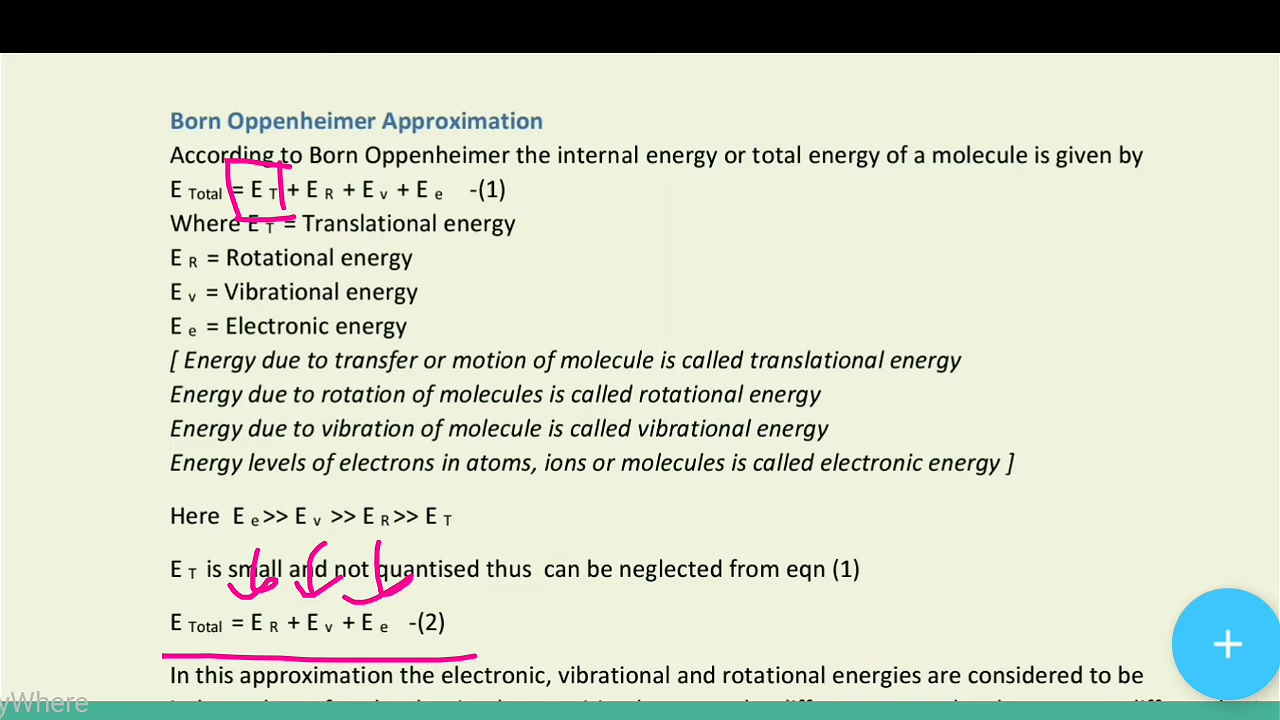 Born Oppenheimer Approximation
According to Born Oppenheimer the internal energy or total energy of a molecule is given by
E Total = E T + E R + E v + E e -(1)
Where E T = Translational energy
E R = Rotational energy
E v = Vibrational energy
E e = Electronic energy
[ Energy due to transfer or motion of molecule is called translational energy
Energy due to rotation of molecules is called rotational energy
Energy due to vibration of molecule is called vibrational energy
Energy levels of electrons in atoms, ions or molecules is called electronic energy ]
Here E e >> E v >> E R >> E T
E T is small and not quantised thus can be neglected from eqn (1)
E Total = E R + E v + E e -(2)
In this approximation the electronic, vibrational and rotational energies are considered to be
yWhere